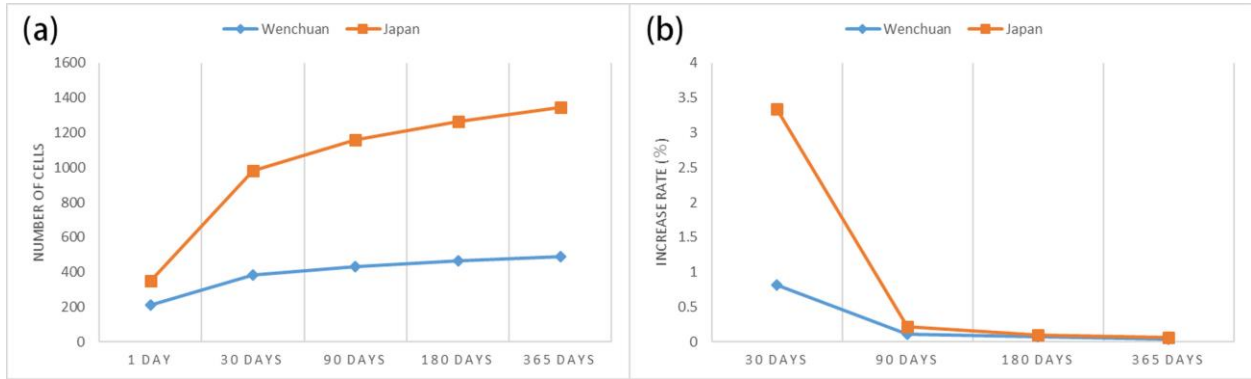 (a)
Wenchuan
Japan
NUMBER OF CELLS
1600
1400
1200
1000
800
600
400
200
0
1 DAY
30 DAYS
90 DAYS
180 DAYS
365 DAYS
(b)
Wenchuan
Japan
INCREASE RATE (%)
4
3.5
3
2.5
2
1.5
1
0.5
0
30 DAYS
90 DAYS
180 DAYS
365 DAYS